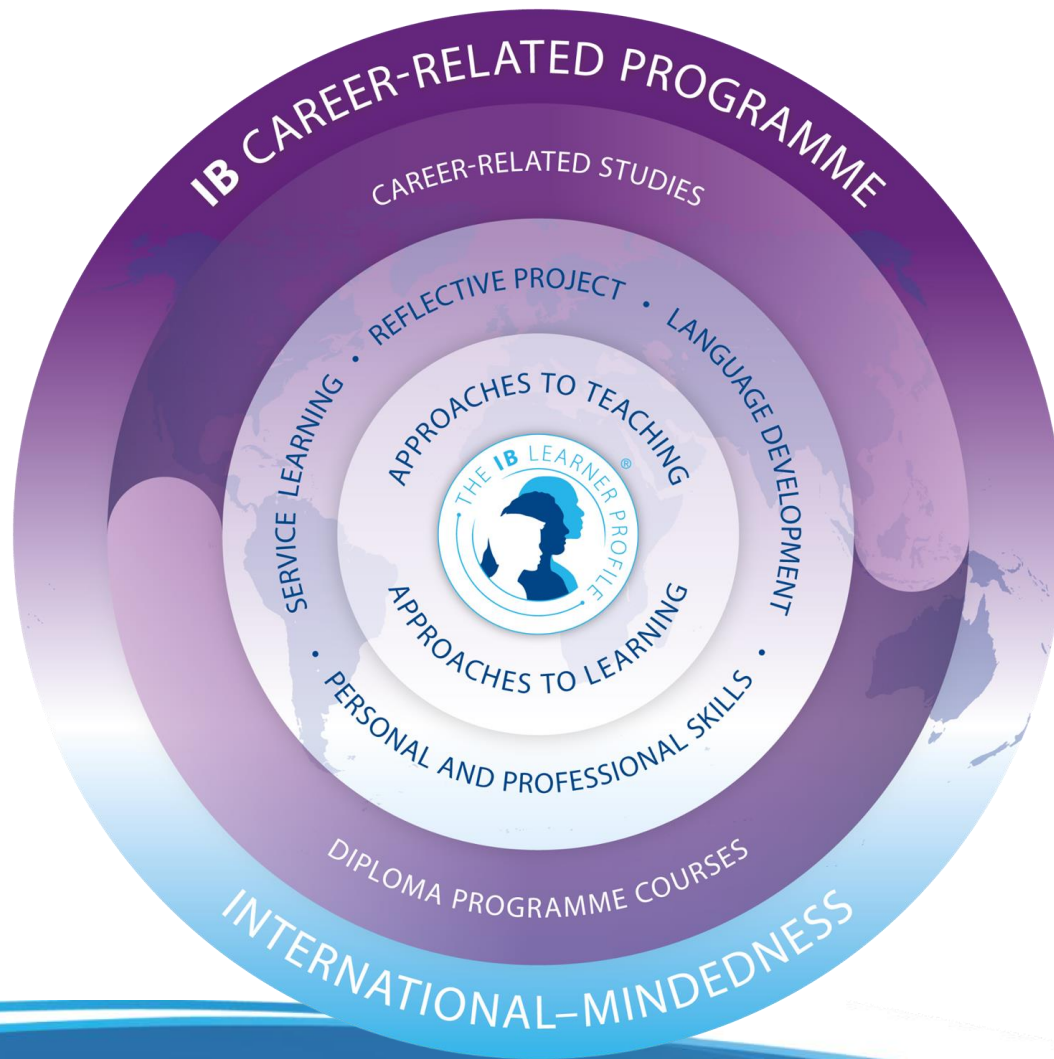 IB CAREER-RELATED PROGRAMME
CAREER-RELATED STUDIES
SERVICE LEARNING • REFLECTIVE PROJECT • LANGUAGE DEVELOPMENT •
• PERSONAL AND PROFESSIONAL SKILLS
APPROACHES TO TEACHING
• THE IB LEARNER PROFILE • ®
APPROACHES TO LEARNING
DIPLOMA PROGRAMME COURSES
INTERNATIONAL–MINDEDNESS